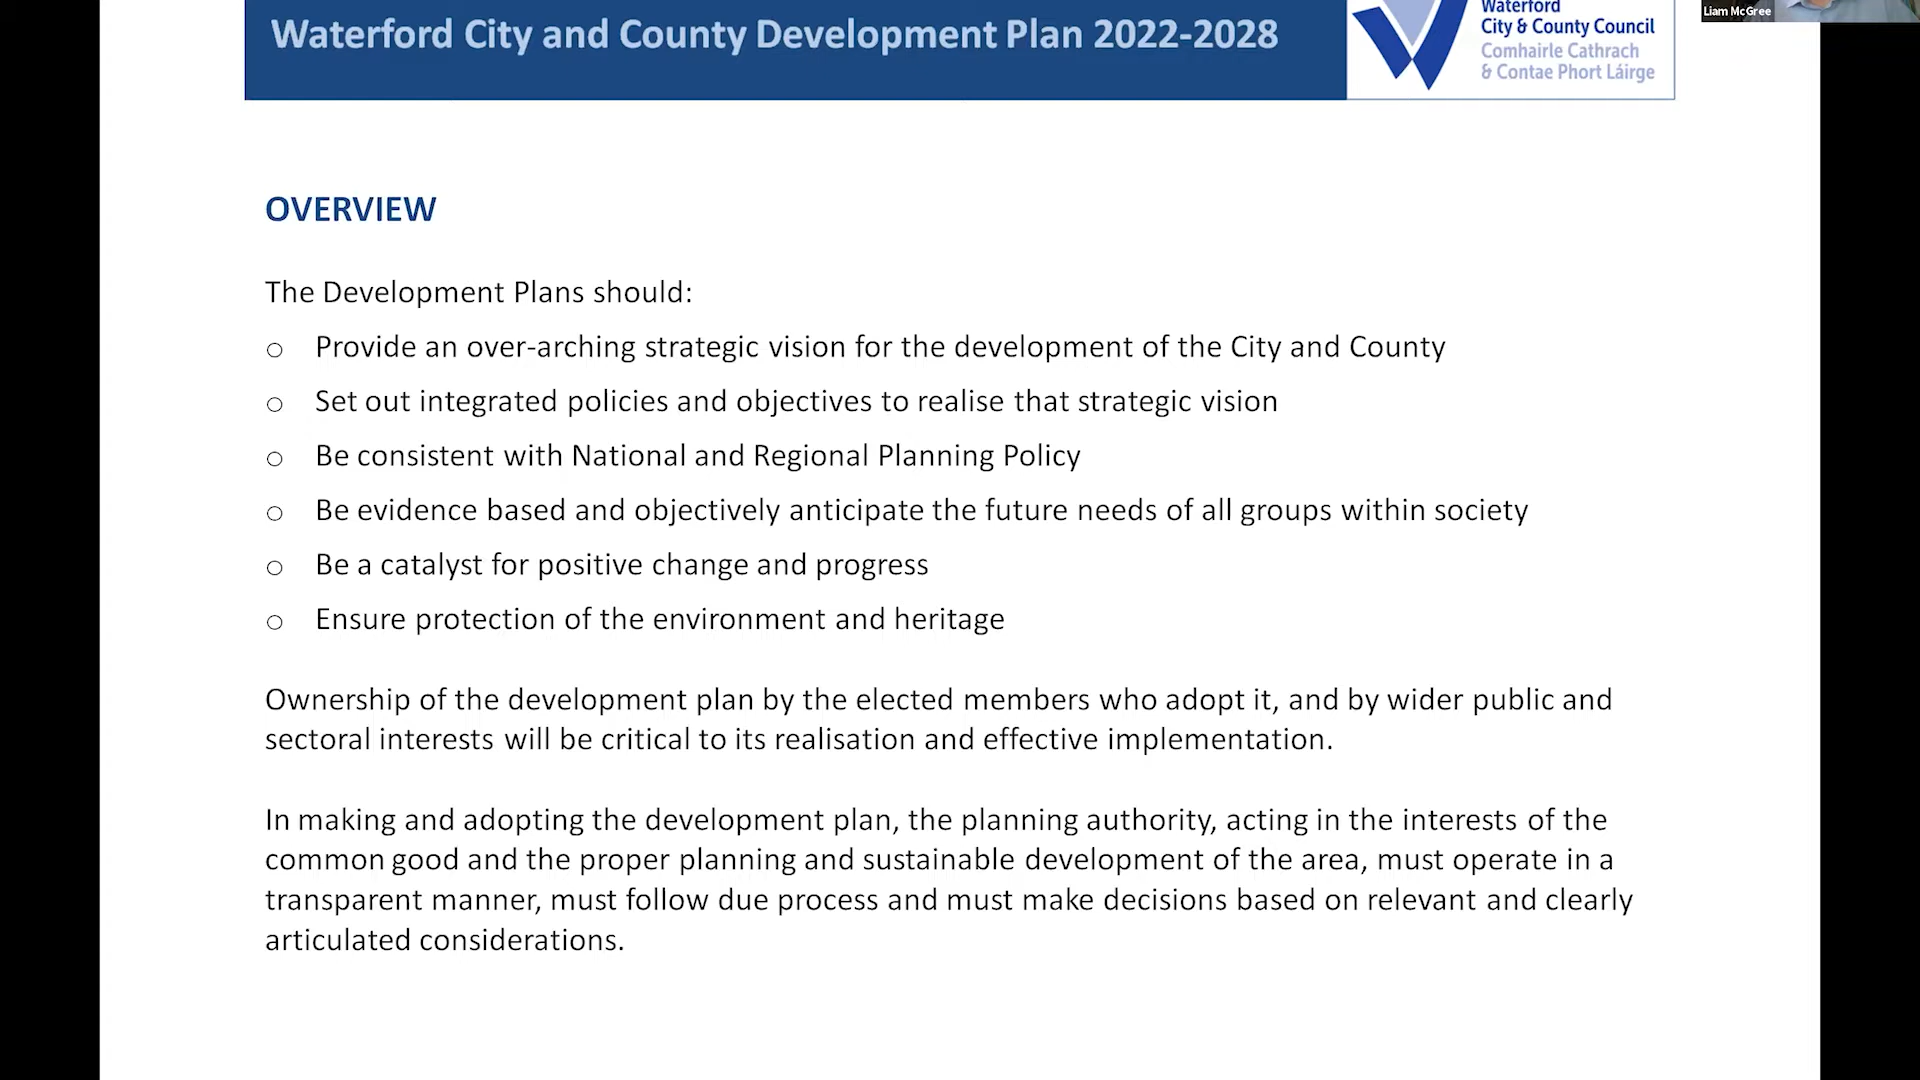 Waterford City and County Development Plan 2022-2028
Waterford
City & County Council
Comhairle Cathrach
& Contae Phort Láirge
Liam McGree
OVERVIEW
The Development Plans should:
o Provide an over-arching strategic vision for the development of the City and County
o Set out integrated policies and objectives to realise that strategic vision
o Be consistent with National and Regional Planning Policy
o Be evidence based and objectively anticipate the future needs of all groups within society
o Be a catalyst for positive change and progress
o Ensure protection of the environment and heritage
Ownership of the development plan by the elected members who adopt it, and by wider public and
sectoral interests will be critical to its realisation and effective implementation.
In making and adopting the development plan, the planning authority, acting in the interests of the
common good and the proper planning and sustainable development of the area, must operate in a
transparent manner, must follow due process and must make decisions based on relevant and clearly
articulated considerations.